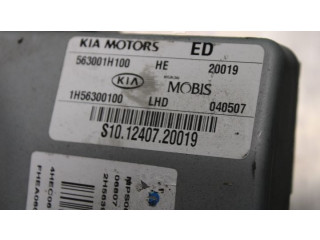 KIA MOTORS ED
563001H100 HE 20019
KIA MOBIS
1H56300100 LHD 040507
S10.12407.20019